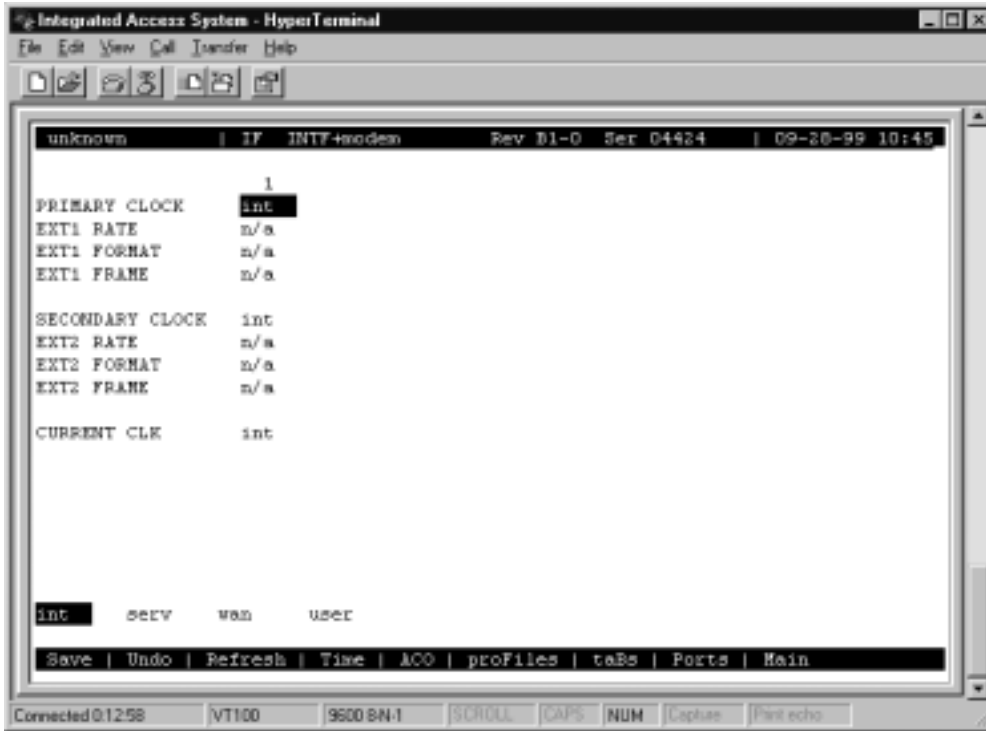 Integrated Access System - HyperTerminal
File Edit View Call Transfer Help
unknown | IF INTF+modem Rev B1-0 Ser 04424 | 09-28-99 10:45
1
PRIMARY CLOCK int
EXT1 RATE n/a
EXT1 FORMAT n/a
EXT1 FRAME n/a
SECONDARY CLOCK int
EXT2 RATE n/a
EXT2 FORMAT n/a
EXT2 FRAME n/a
CURRENT CLK int
int serv wan user
Save | Undo | Refresh | Time | ACO | proFiles | taBs | Ports | Main
Connected 0:12:58 VT100 9600 8-N-1 SCROLL CAPS NUM Capture Print echo